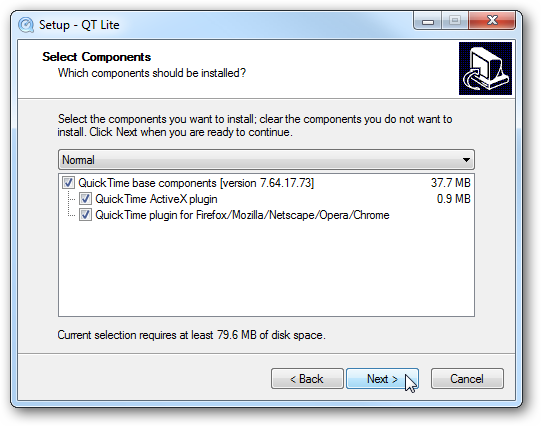 Setup - QT Lite
Select Components
Which components should be installed?
Select the components you want to install; clear the components you do not want to
install. Click Next when you are ready to continue.
Normal
QuickTime base components [version 7.64.17.73] 37.7 MB
QuickTime ActiveX plugin 0.9 MB
QuickTime plugin for Firefox/Mozilla/Netscape/Opera/Chrome
Current selection requires at least 79.6 MB of disk space.
< Back Next > Cancel